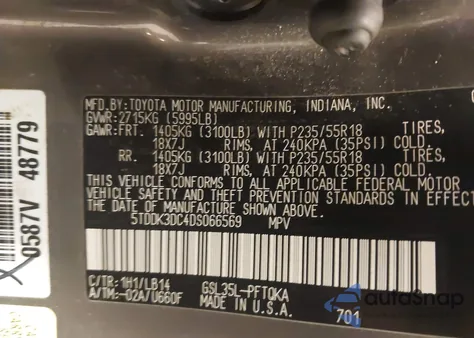 MFD.BY: TOYOTA MOTOR MANUFACTURING, INDIANA, INC.
GVWR: 2715KG (5995LB)
GAWR: FRT. 1405KG (3100LB) WITH P235/55R18 TIRES,
18X7J RIMS, AT 240KPA (35PSI) COLD.
RR. 1405KG (3100LB) WITH P235/55R18 TIRES,
18X7J RIMS, AT 240KPA (35PSI) COLD.
THIS VEHICLE CONFORMS TO ALL APPLICABLE FEDERAL MOTOR
VEHICLE SAFETY AND THEFT PREVENTION STANDARDS IN EFFECT
THE DATE OF MANUFACTURE SHOWN ABOVE.
5TDDK3DC4DS066569 MPV
C/TR: 1H1/LB14 GSL35L-PFTQKA
A/TM: -02A/U660F MADE IN U.S.A. 701
0587V 48779
autoSnap